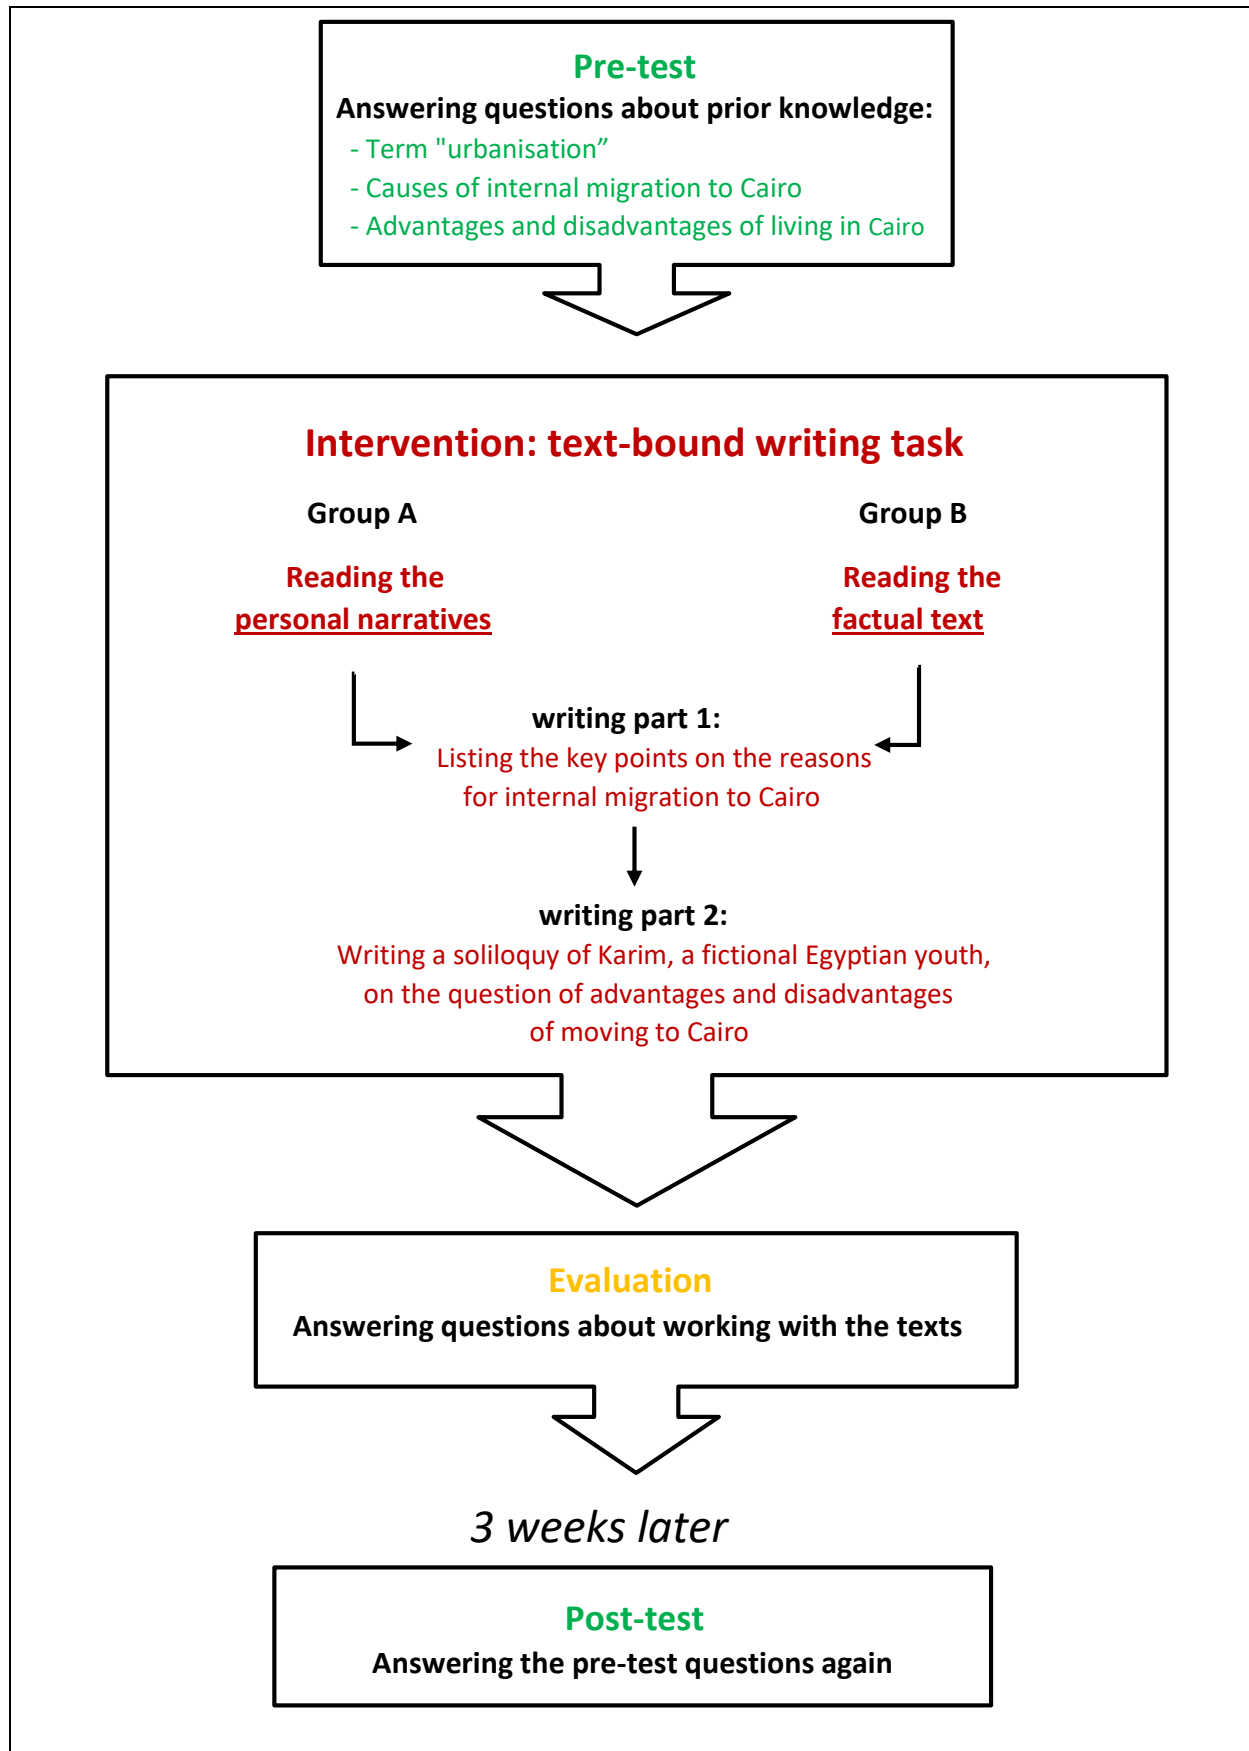 Pre-test
Answering questions about prior knowledge:
- Term "urbanisation”
- Causes of internal migration to Cairo
- Advantages and disadvantages of living in Cairo
Intervention: text-bound writing task
Group A
Group B
Reading the
personal narratives
Reading the
factual text
writing part 1:
Listing the key points on the reasons
for internal migration to Cairo
writing part 2:
Writing a soliloquy of Karim, a fictional Egyptian youth,
on the question of advantages and disadvantages
of moving to Cairo
Evaluation
Answering questions about working with the texts
3 weeks later
Post-test
Answering the pre-test questions again